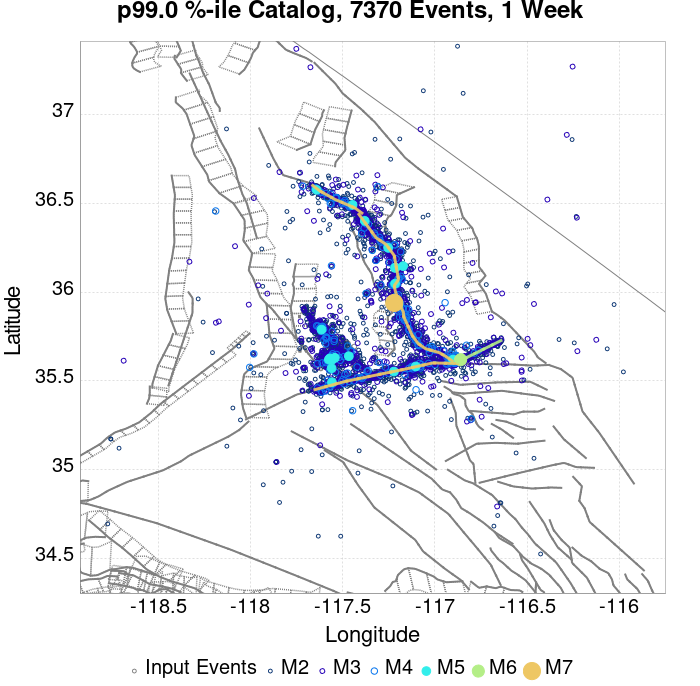 p99.0 %-ile Catalog, 7370 Events, 1 Week
37
36.5
36
35.5
35
34.5
Latitude
-118.5 -118 -117.5 -117 -116.5 -116
Longitude
Input Events M2 M3 M4 M5 M6 M7